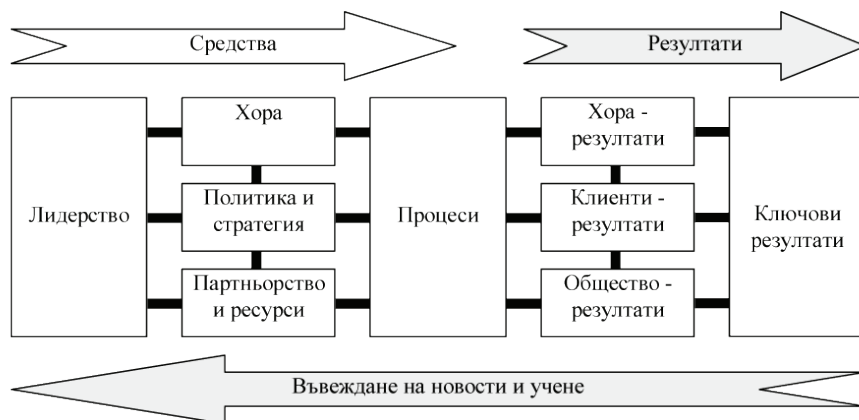 Средства
Резултати
Лидерство
Хора
Политика и
стратегия
Партньорство
и ресурси
Процеси
Хора -
резултати
Клиенти -
резултати
Общество -
резултати
Ключови
резултати
Въвеждане на новости и учене